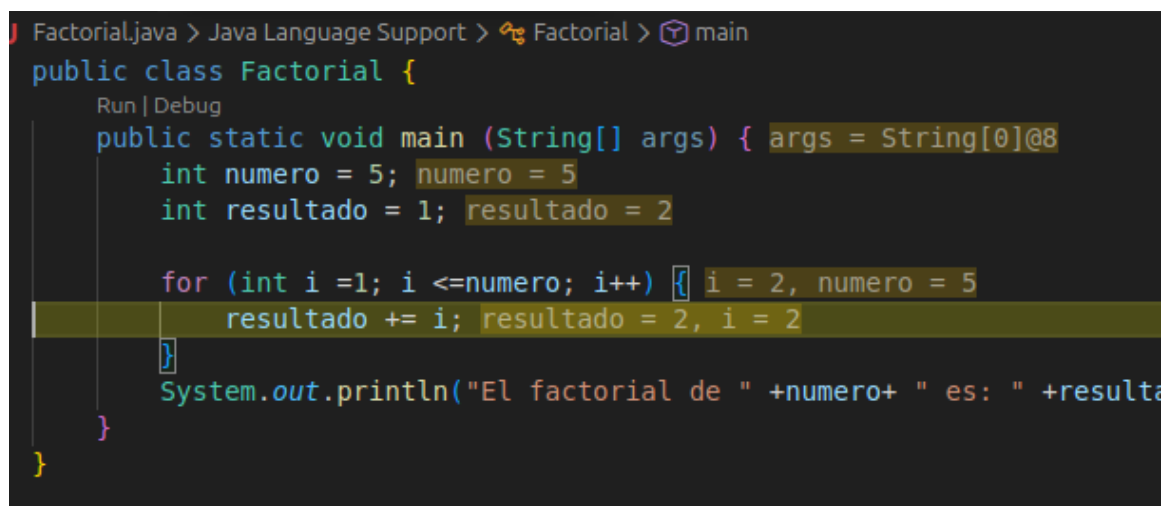 Factorial.java > Java Language Support > Factorial > main
public class Factorial {
Run | Debug
public static void main (String[] args) { args = String[0]@8
int numero = 5; numero = 5
int resultado = 1; resultado = 2
for (int i =1; i <=numero; i++) { i = 2, numero = 5
resultado += i; resultado = 2, i = 2
}
System.out.println("El factorial de " +numero+ " es: " +resulta
}
}